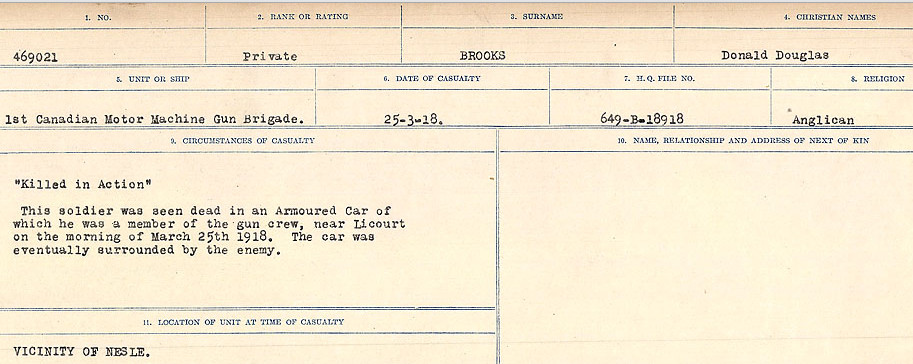 1. NO.
2. RANK OR RATING
3. SURNAME
4. CHRISTIAN NAMES
469021
Private
BROOKS
Donald Douglas
5. UNIT OR SHIP
6. DATE OF CASUALTY
7. H.Q. FILE NO.
8. RELIGION
1st Canadian Motor Machine Gun Brigade.
25-3-18.
649-B-18918
Anglican
9. CIRCUMSTANCES OF CASUALTY
10. NAME, RELATIONSHIP AND ADDRESS OF NEXT OF KIN
"Killed in Action"
This soldier was seen dead in an Armoured Car of
which he was a member of the gun crew, near Licourt
on the morning of March 25th 1918. The car was
eventually surrounded by the enemy.
11. LOCATION OF UNIT AT TIME OF CASUALTY
VICINITY OF NESLE.